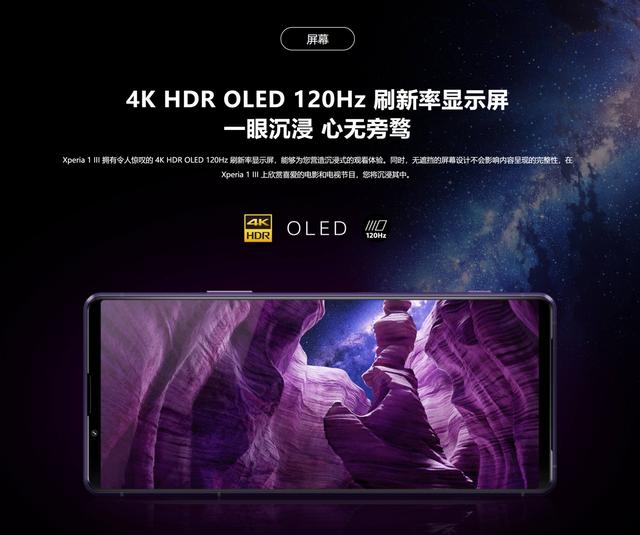 屏幕
4K HDR OLED 120Hz 刷新率显示屏
一眼沉浸 心无旁骛
Xperia 1 III 拥有令人惊叹的 4K HDR OLED 120Hz 刷新率显示屏，能够为您营造沉浸式的观看体验。同时，无遮挡的屏幕设计不会影响内容呈现的完整性，在
Xperia 1 III 上欣赏喜爱的电影和电视节目，您将沉浸其中。
4K HDR OLED 120Hz